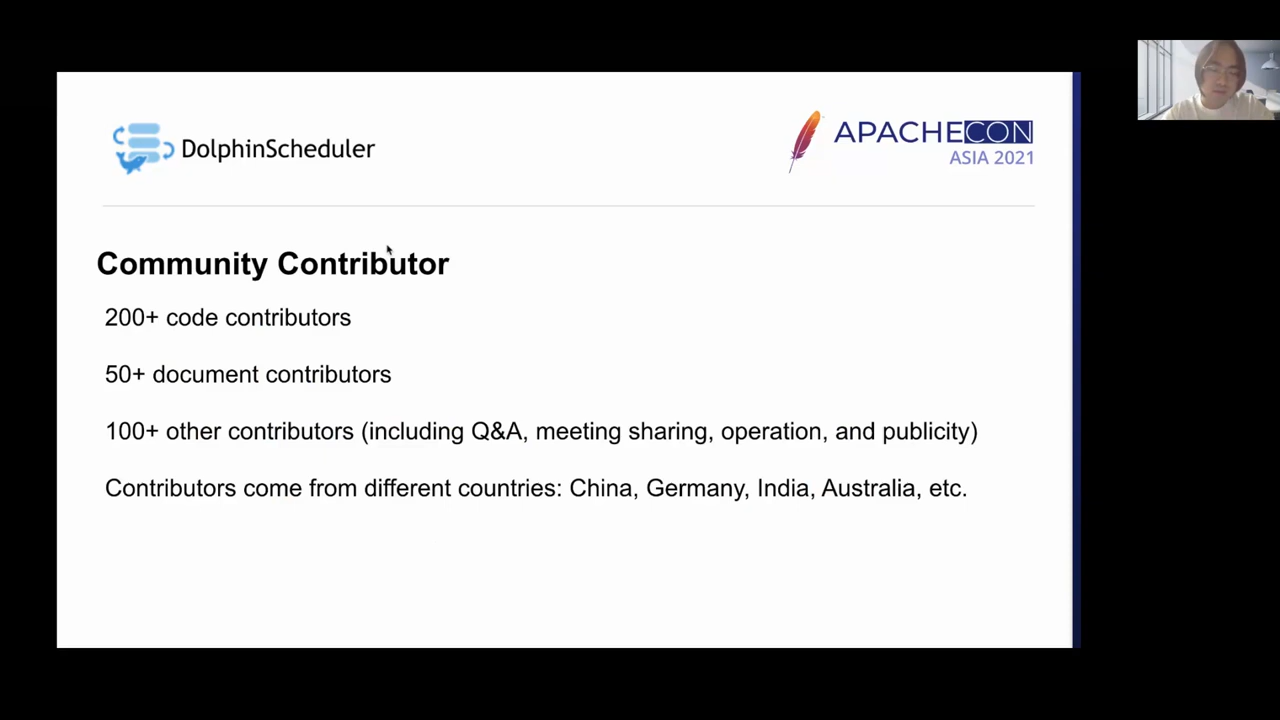 DolphinScheduler
APACHECON
ASIA 2021
Community Contributor
200+ code contributors
50+ document contributors
100+ other contributors (including Q&A, meeting sharing, operation, and publicity)
Contributors come from different countries: China, Germany, India, Australia, etc.